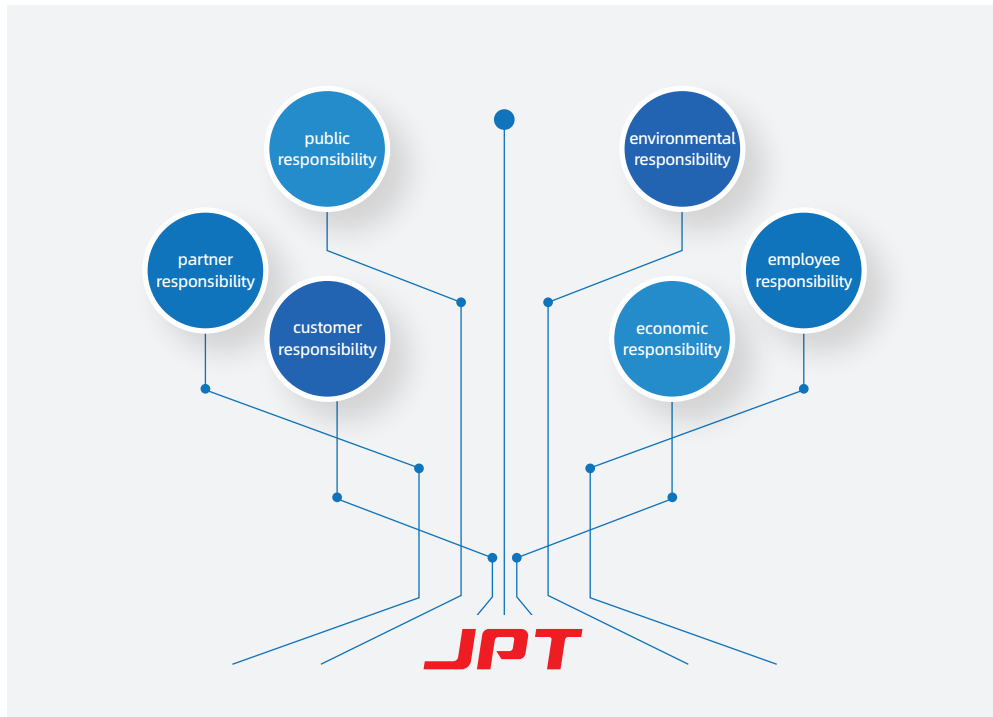 public
responsibility
environmental
responsibility
partner
responsibility
employee
responsibility
customer
responsibility
economic
responsibility
JPT